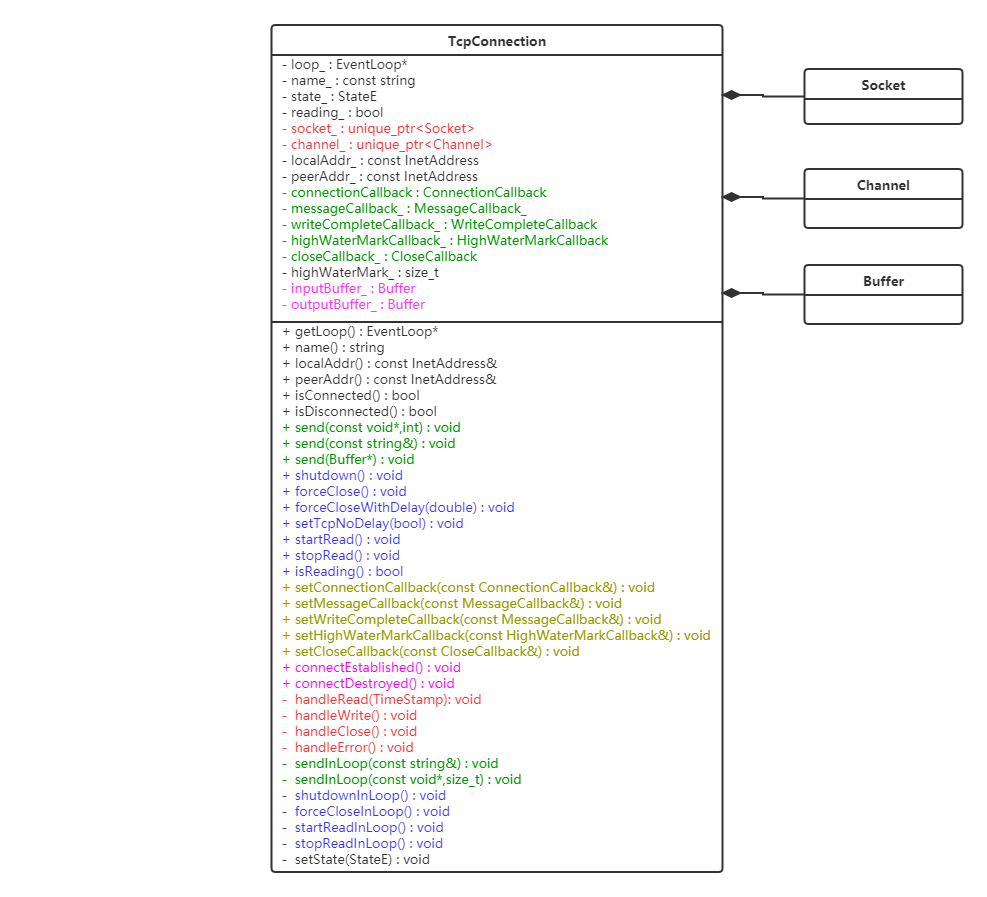 TcpConnection
- loop_ : EventLoop*
- name_ : const string
- state_ : StateE
- reading_ : bool
- socket_ : unique_ptr<Socket>
- channel_ : unique_ptr<Channel>
- localAddr_ : const InetAddress
- peerAddr_ : const InetAddress
- connectionCallback : ConnectionCallback
- messageCallback_ : MessageCallback_
- writeCompleteCallback_ : WriteCompleteCallback
- highWaterMarkCallback_ : HighWaterMarkCallback
- closeCallback_ : CloseCallback
- highWaterMark_ : size_t
- inputBuffer_ : Buffer
- outputBuffer_ : Buffer
+ getLoop() : EventLoop*
+ name() : string
+ localAddr() : const InetAddress&
+ peerAddr() : const InetAddress&
+ isConnected() : bool
+ isDisconnected() : bool
+ send(const void*,int) : void
+ send(const string&) : void
+ send(Buffer*) : void
+ shutdown() : void
+ forceClose() : void
+ forceCloseWithDelay(double) : void
+ setTcpNoDelay(bool) : void
+ startRead() : void
+ stopRead() : void
+ isReading() : bool
+ setConnectionCallback(const ConnectionCallback&) : void
+ setMessageCallback(const MessageCallback&) : void
+ setWriteCompleteCallback(const MessageCallback&) : void
+ setHighWaterMarkCallback(const HighWaterMarkCallback&) : void
+ setCloseCallback(const CloseCallback&) : void
+ connectEstablished() : void
+ connectDestroyed() : void
- handleRead(TimeStamp): void
- handleWrite() : void
- handleClose() : void
- handleError() : void
- sendInLoop(const string&) : void
- sendInLoop(const void*,size_t) : void
- shutdownInLoop() : void
- forceCloseInLoop() : void
- startReadInLoop() : void
- stopReadInLoop() : void
- setState(StateE) : void
Socket
Channel
Buffer